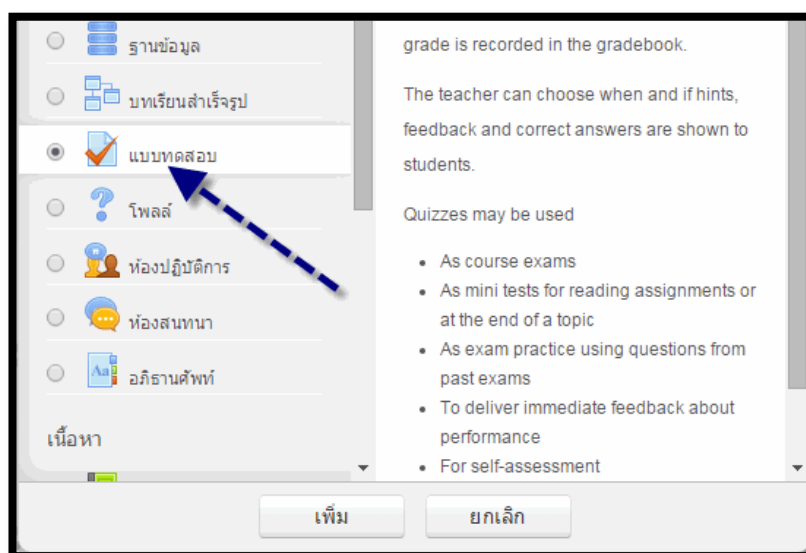 ฐานข้อมูล
บทเรียนสำเร็จรูป
แบบทดสอบ
โพลล์
ห้องปฏิบัติการ
ห้องสนทนา
อภิธานศัพท์
เนื้อหา
grade is recorded in the gradebook.
The teacher can choose when and if hints,
feedback and correct answers are shown to
students.
Quizzes may be used
• As course exams
• As mini tests for reading assignments or
at the end of a topic
• As exam practice using questions from
past exams
• To deliver immediate feedback about
performance
• For self-assessment
เพิ่ม
ยกเลิก